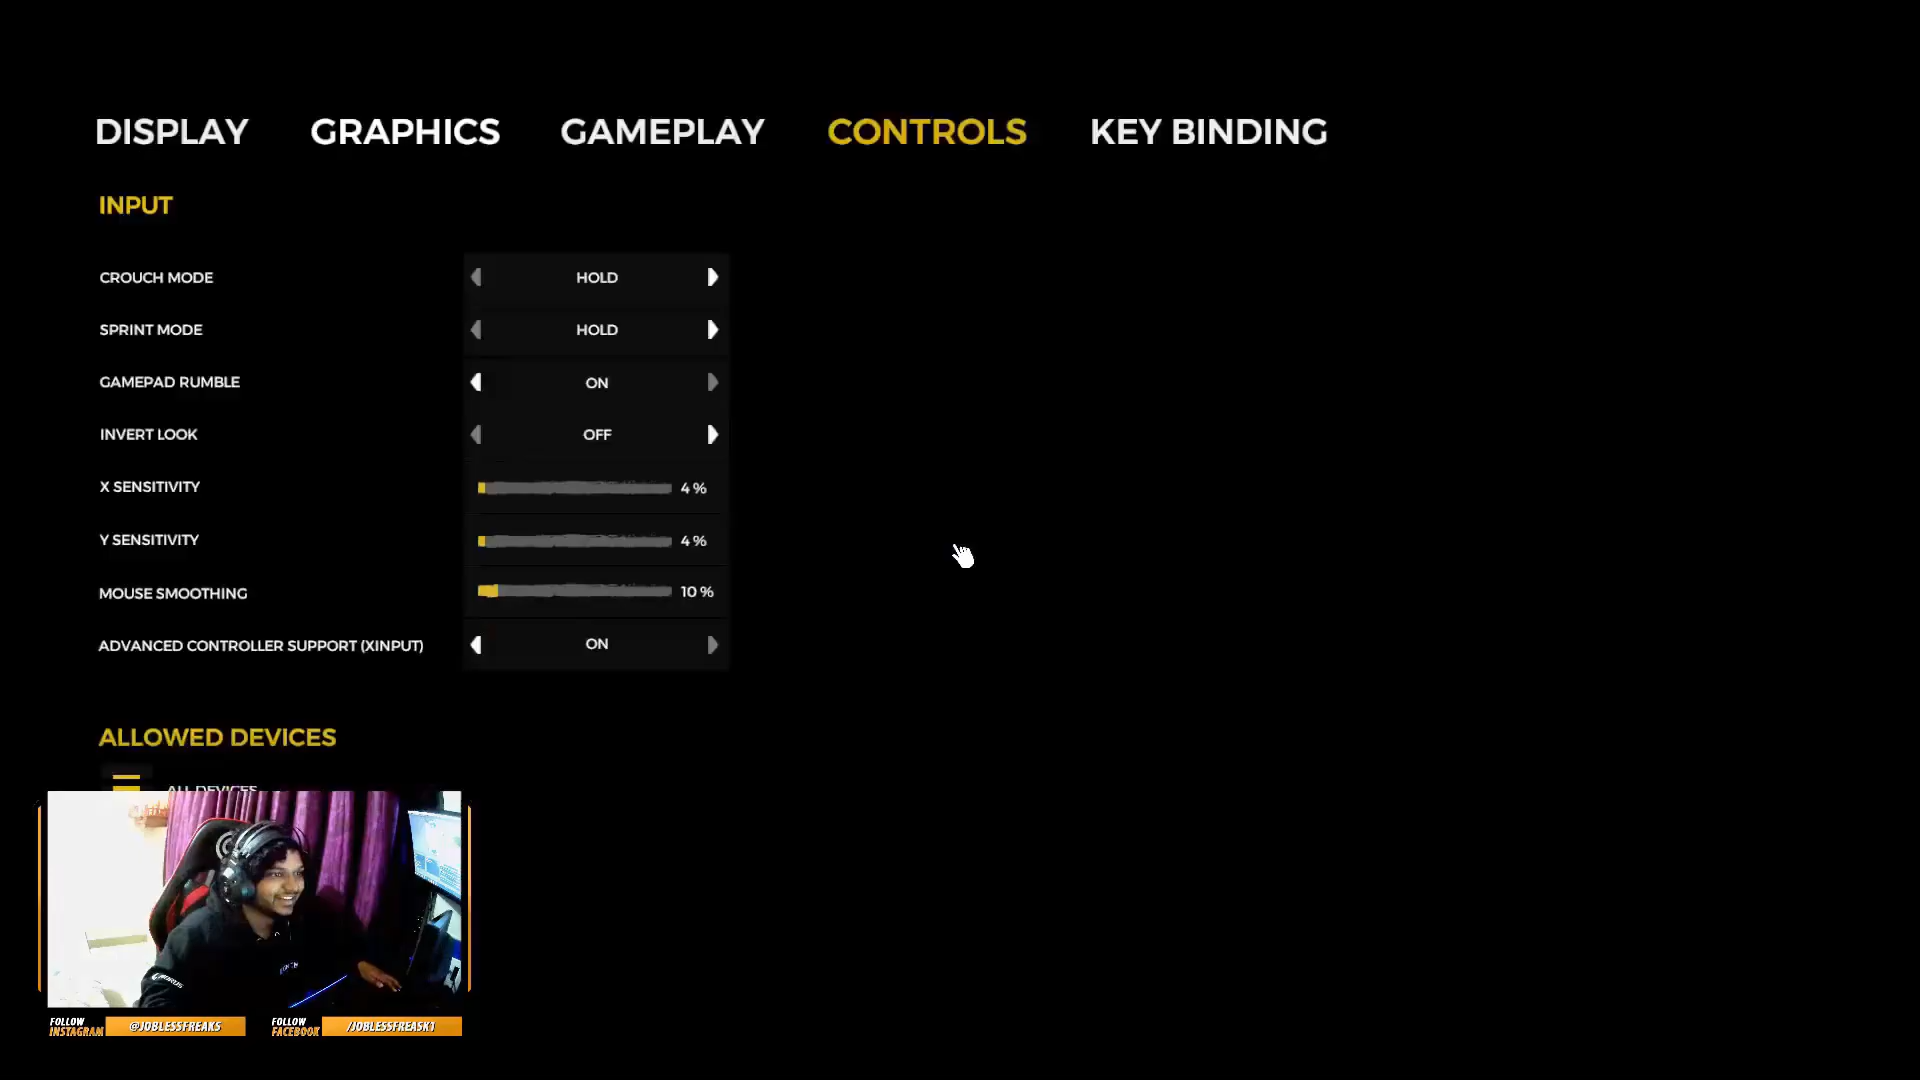 DISPLAY GRAPHICS GAMEPLAY CONTROLS KEY BINDING
INPUT
CROUCH MODE HOLD
SPRINT MODE HOLD
GAMEPAD RUMBLE ON
INVERT LOOK OFF
X SENSITIVITY 4 %
Y SENSITIVITY 4 %
MOUSE SMOOTHING 10 %
ADVANCED CONTROLLER SUPPORT (XINPUT) ON
ALLOWED DEVICES
ALL DEVICES
FOLLOW INSTAGRAM @JOBLESSFREAKS
FOLLOW FACEBOOK /JOBLESSFREASK1